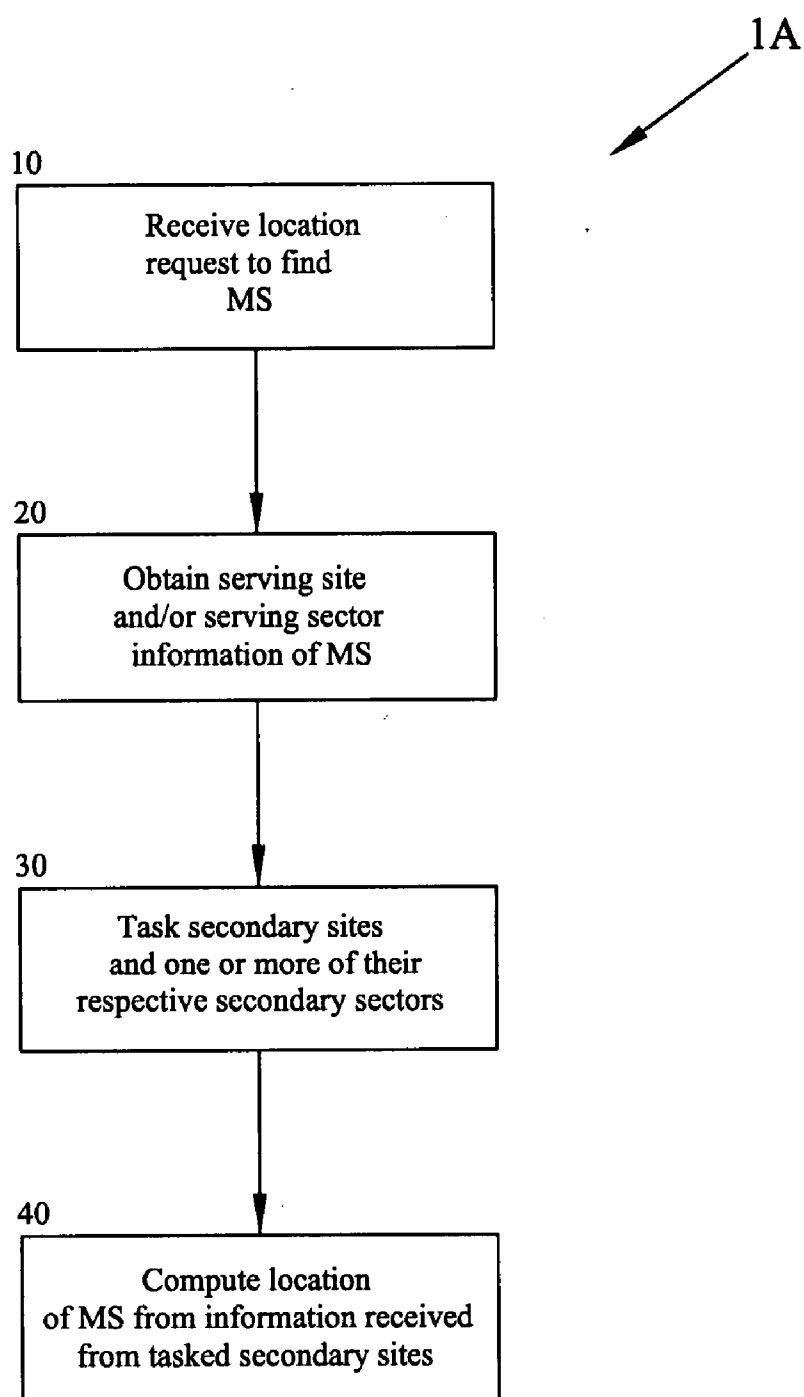 1A
10
Receive location
request to find
MS
20
Obtain serving site
and/or serving sector
information of MS
30
Task secondary sites
and one or more of their
respective secondary sectors
40
Compute location
of MS from information received
from tasked secondary sites